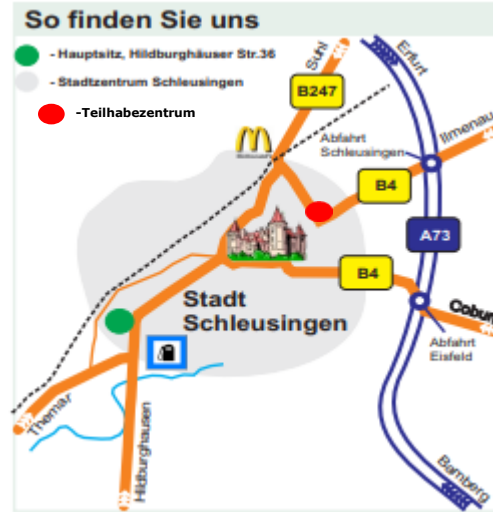 So finden Sie uns
- Hauptsitz, Hildburghäuser Str.36
- Stadtzentrum Schleusingen
-Teilhabezentrum
Suhl
Erfurt
B247
Ilmenau
Abfahrt
Schleusingen
B4
A73
B4
Stadt
Schleusingen
Coburg
Abfahrt
Eisfeld
Themar
Hildburghausen
Bamberg